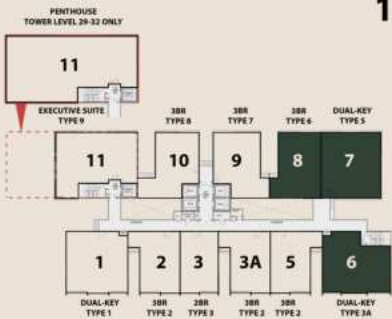 1
PENTHOUSE
TOWER LEVEL 29-32 ONLY
11
EXECUTIVE SUITE
TYPE 9
3BR
TYPE 8
3BR
TYPE 7
3BR
TYPE 6
DUAL-KEY
TYPE 5
11
10
9
8
7
1
2
3
3A
5
6
DUAL-KEY
TYPE 1
3BR
TYPE 2
2BR
TYPE 3
3BR
TYPE 2
3BR
TYPE 2
DUAL-KEY
TYPE 3A